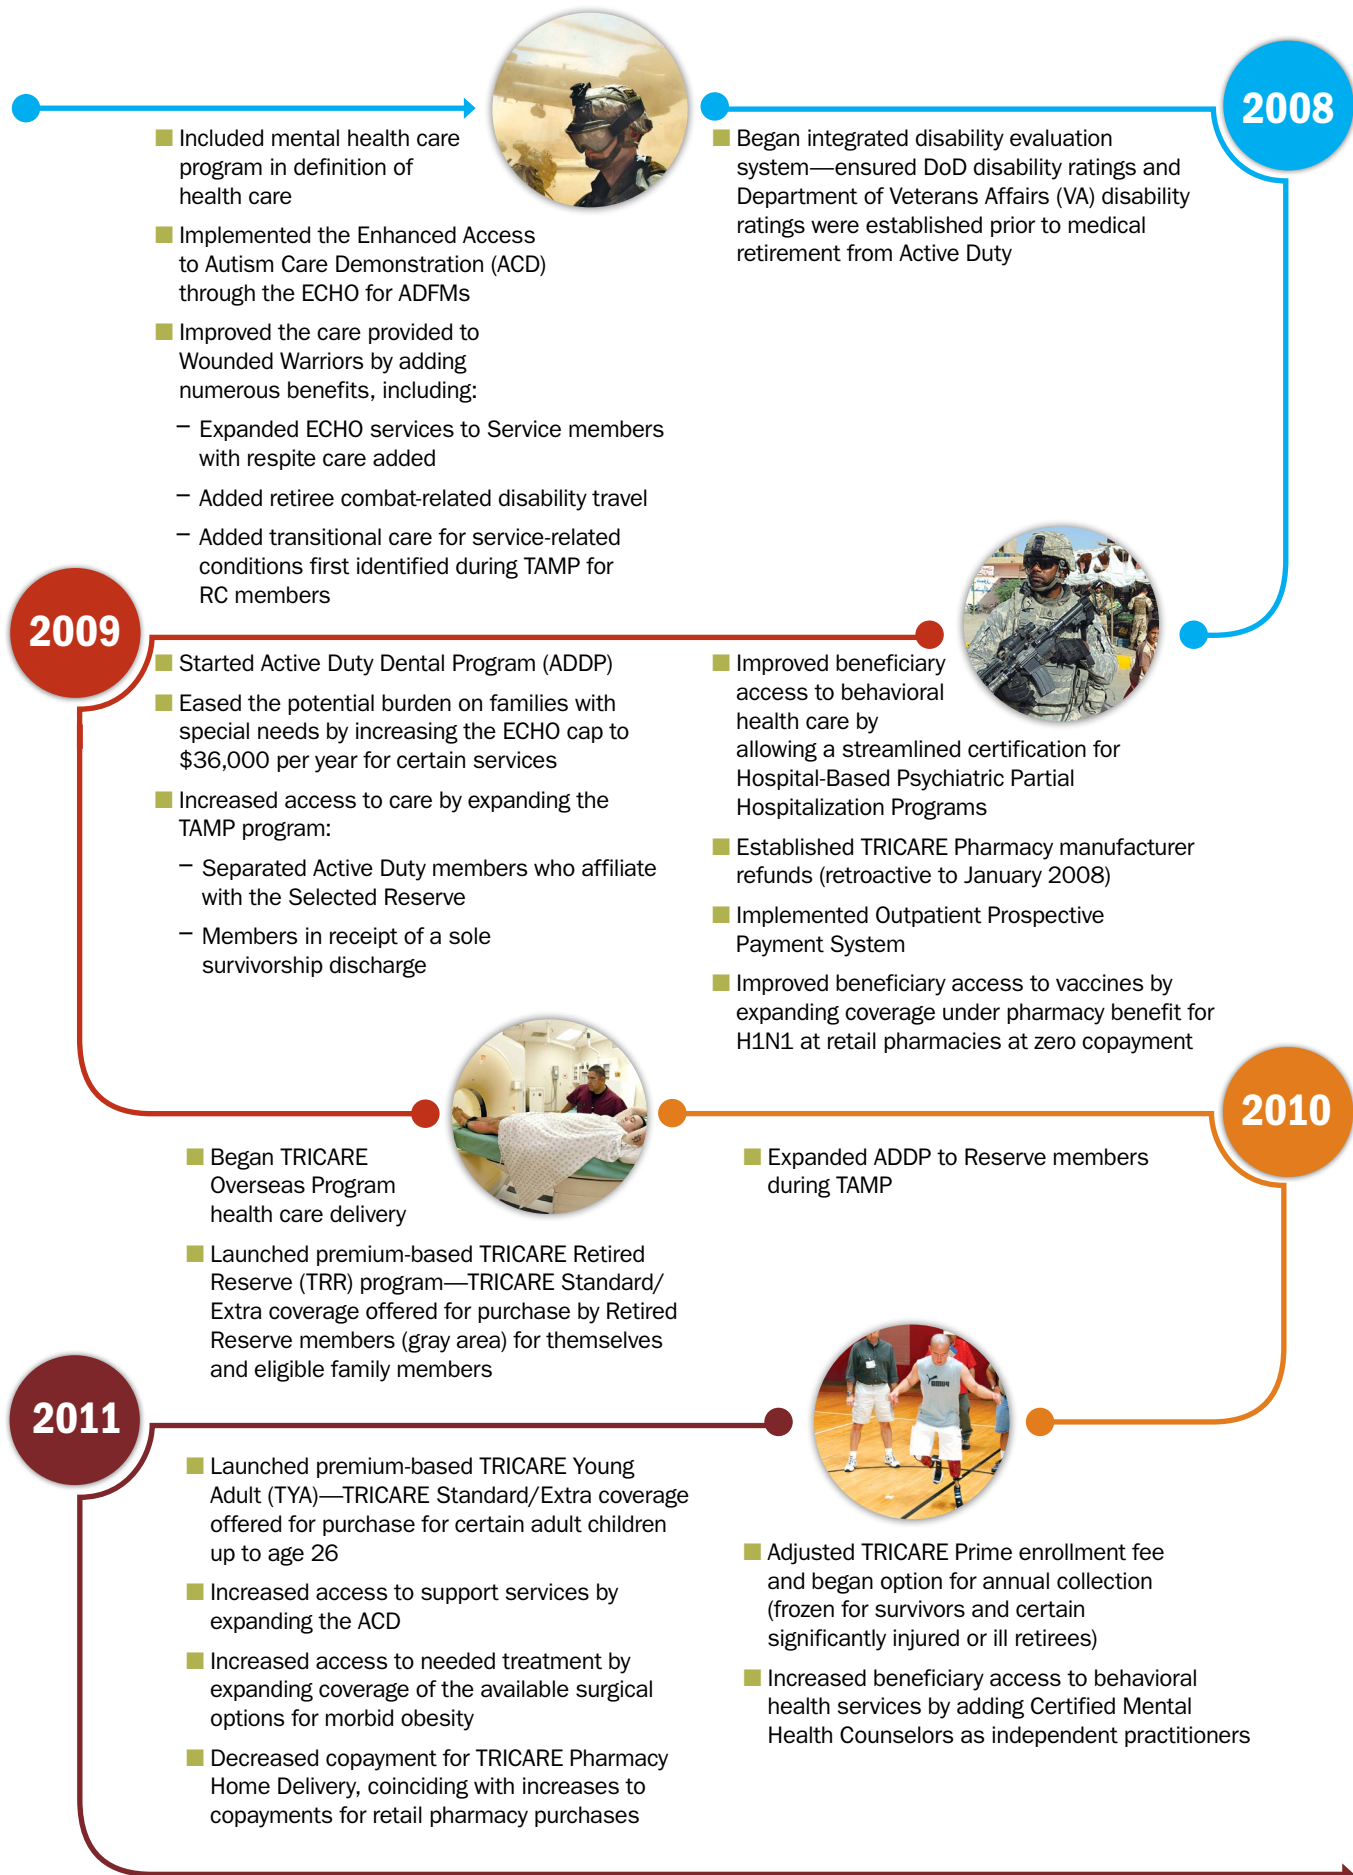 2008
Included mental health care
program in definition of
health care
Implemented the Enhanced Access
to Autism Care Demonstration (ACD)
through the ECHO for ADFMs
Improved the care provided to
Wounded Warriors by adding
numerous benefits, including:
– Expanded ECHO services to Service members
with respite care added
– Added retiree combat-related disability travel
– Added transitional care for service-related
conditions first identified during TAMP for
RC members
Began integrated disability evaluation
system—ensured DoD disability ratings and
Department of Veterans Affairs (VA) disability
ratings were established prior to medical
retirement from Active Duty
2009
Started Active Duty Dental Program (ADDP)
Eased the potential burden on families with
special needs by increasing the ECHO cap to
$36,000 per year for certain services
Increased access to care by expanding the
TAMP program:
– Separated Active Duty members who affiliate
with the Selected Reserve
– Members in receipt of a sole
survivorship discharge
Improved beneficiary
access to behavioral
health care by
allowing a streamlined certification for
Hospital-Based Psychiatric Partial
Hospitalization Programs
Established TRICARE Pharmacy manufacturer
refunds (retroactive to January 2008)
Implemented Outpatient Prospective
Payment System
Improved beneficiary access to vaccines by
expanding coverage under pharmacy benefit for
H1N1 at retail pharmacies at zero copayment
2010
Began TRICARE
Overseas Program
health care delivery
Launched premium-based TRICARE Retired
Reserve (TRR) program—TRICARE Standard/
Extra coverage offered for purchase by Retired
Reserve members (gray area) for themselves
and eligible family members
Expanded ADDP to Reserve members
during TAMP
2011
Launched premium-based TRICARE Young
Adult (TYA)—TRICARE Standard/Extra coverage
offered for purchase for certain adult children
up to age 26
Increased access to support services by
expanding the ACD
Increased access to needed treatment by
expanding coverage of the available surgical
options for morbid obesity
Decreased copayment for TRICARE Pharmacy
Home Delivery, coinciding with increases to
copayments for retail pharmacy purchases
Adjusted TRICARE Prime enrollment fee
and began option for annual collection
(frozen for survivors and certain
significantly injured or ill retirees)
Increased beneficiary access to behavioral
health services by adding Certified Mental
Health Counselors as independent practitioners